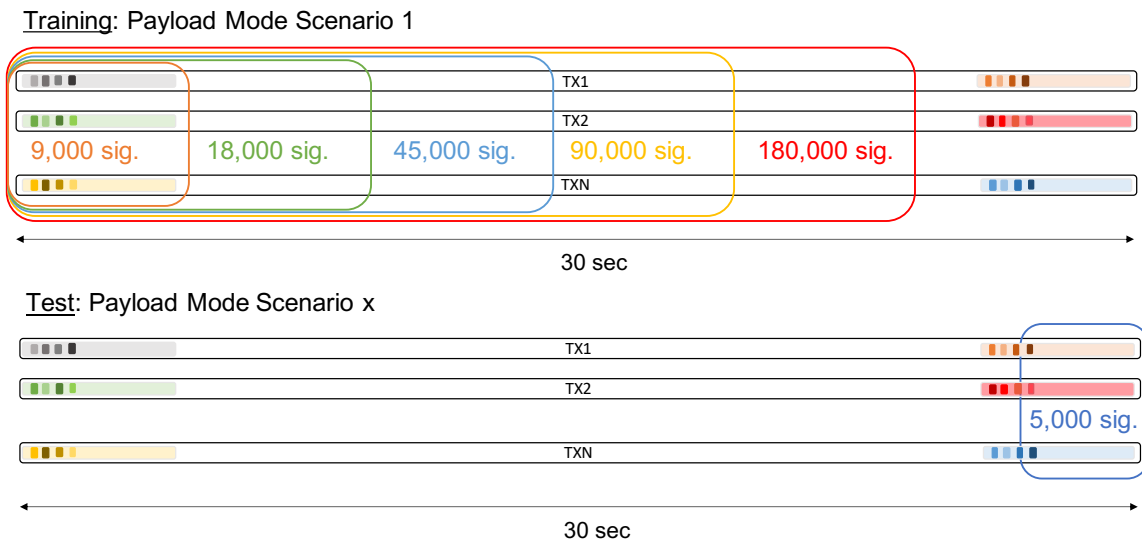 Training: Payload Mode Scenario 1
TX1
TX2
9,000 sig. 18,000 sig. 45,000 sig. 90,000 sig. 180,000 sig.
TXN
30 sec
Test: Payload Mode Scenario x
TX1
TX2
5,000 sig.
TXN
30 sec